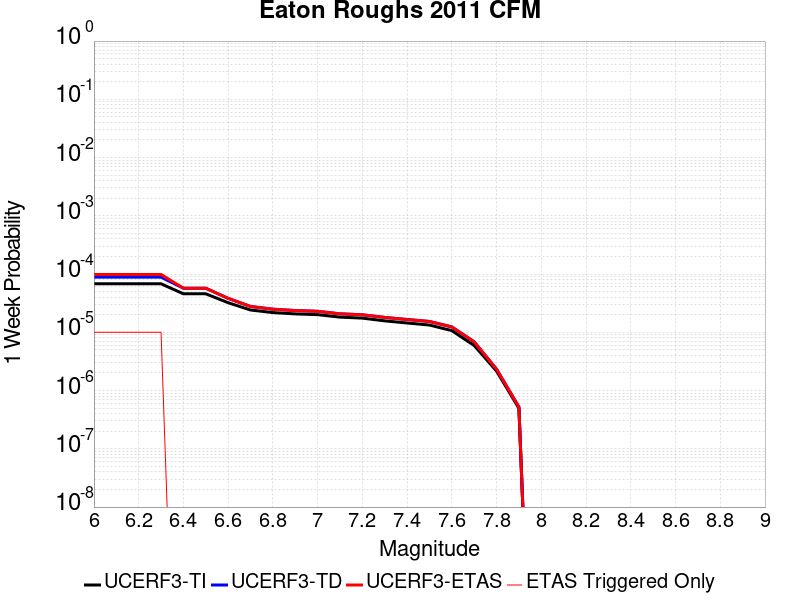 Eaton Roughs 2011 CFM
10^0
10^-1
10^-2
10^-3
10^-4
10^-5
10^-6
10^-7
10^-8
1 Week Probability
6 6.2 6.4 6.6 6.8 7 7.2 7.4 7.6 7.8 8 8.2 8.4 8.6 8.8 9
Magnitude
UCERF3-TI UCERF3-TD UCERF3-ETAS ETAS Triggered Only